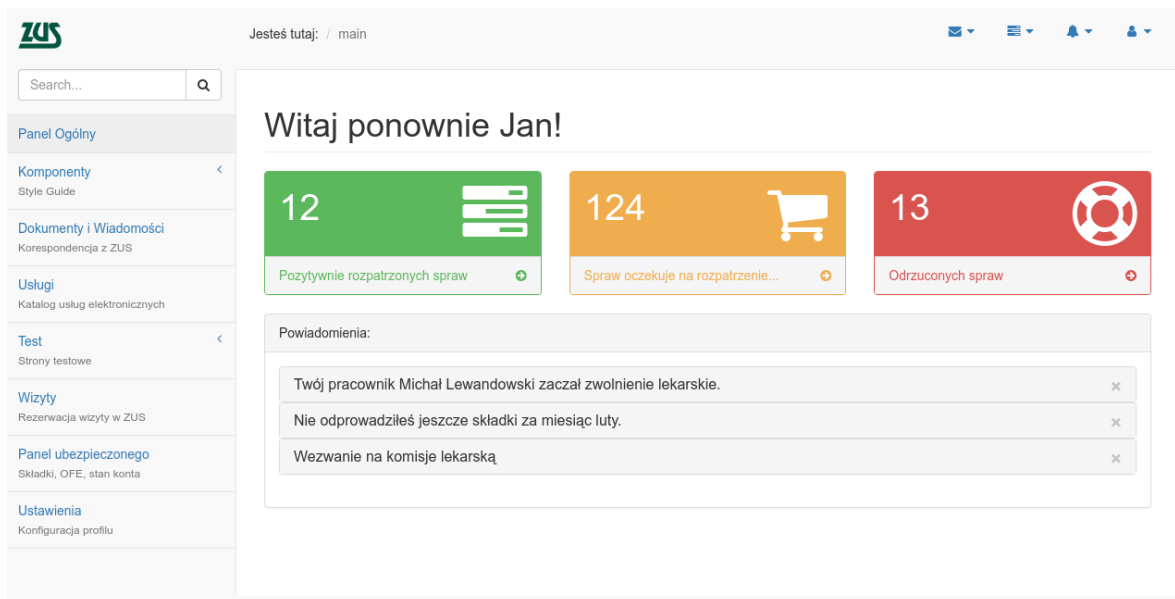 ZUS
Jesteś tutaj: / main
Search...
Panel Ogólny
Komponenty
Style Guide
Dokumenty i Wiadomości
Korespondencja z ZUS
Usługi
Katalog usług elektronicznych
Test
Strony testowe
Wizyty
Rezerwacja wizyty w ZUS
Panel ubezpieczonego
Składki, OFE, stan konta
Ustawienia
Konfiguracja profilu
Witaj ponownie Jan!
12
Pozytywnie rozpatrzonych spraw
124
Spraw oczekuje na rozpatrzenie...
13
Odrzuconych spraw
Powiadomienia:
Twój pracownik Michał Lewandowski zaczał zwolnienie lekarskie.
Nie odprowadziłeś jeszcze składki za miesiąc luty.
Wezwanie na komisje lekarską